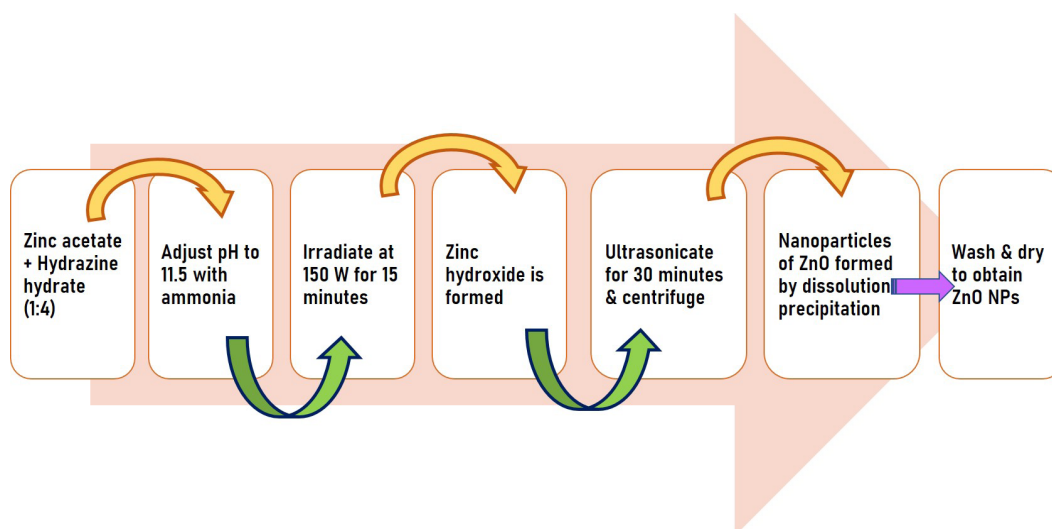 Zinc acetate
+ Hydrazine
hydrate
(1:4)
Adjust pH to
11.5 with
ammonia
Irradiate at
150 W for 15
minutes
Zinc
hydroxide is
formed
Ultrasonicate
for 30 minutes
& centrifuge
Nanoparticles
of ZnO formed
by dissolution
precipitation
Wash & dry
to obtain
ZnO NPs